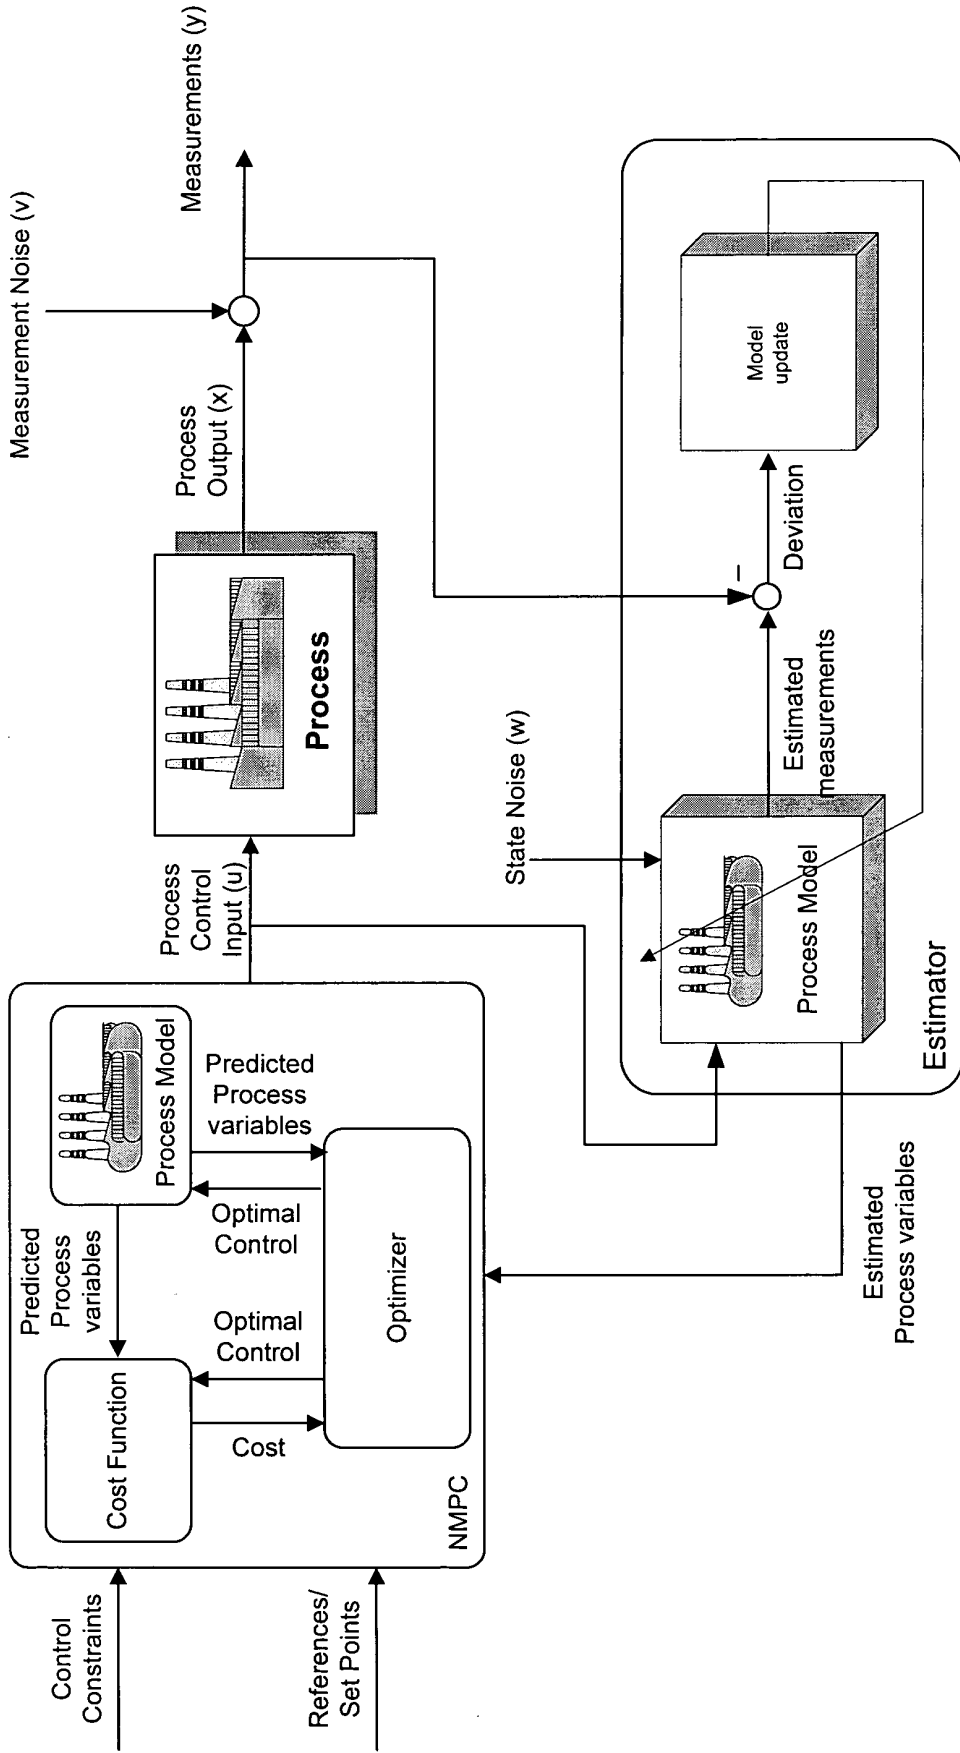 Control
Constraints
References/
Set Points
NMPC
Cost Function
Predicted
Process
variables
Process Model
Cost
Optimal
Control
Optimal
Control
Predicted
Process
variables
Optimizer
Process
Control
Input (u)
Process
Process
Output (x)
Measurement Noise (v)
Measurements (y)
Estimated
Process variables
Estimator
State Noise (w)
Process Model
Estimated
measurements
–
Deviation
Model
update